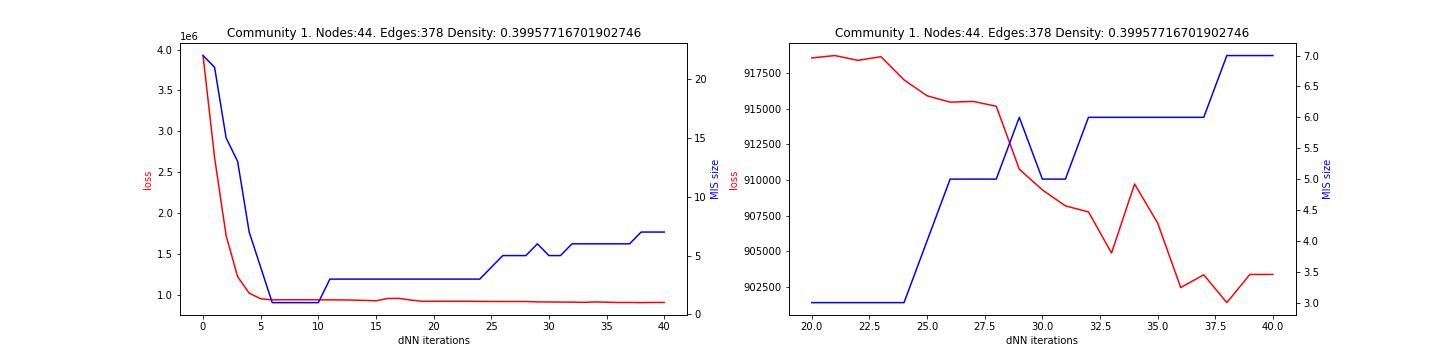 Community 1. Nodes:44. Edges:378 Density: 0.39957716701902746
1e6
4.0
3.5
3.0
2.5
2.0
1.5
1.0
loss
0 5 10 15 20 25 30 35 40
dNN iterations
20
15
10
5
0
MIS size
Community 1. Nodes:44. Edges:378 Density: 0.39957716701902746
917500
915000
912500
910000
907500
905000
902500
loss
20.0 22.5 25.0 27.5 30.0 32.5 35.0 37.5 40.0
dNN iterations
7.0
6.5
6.0
5.5
5.0
4.5
4.0
3.5
3.0
MIS size